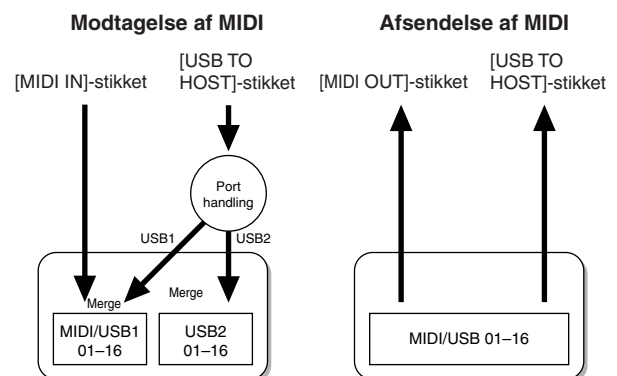 Modtagelse af MIDI
[MIDI IN]-stikket
[USB TO
HOST]-stikket
Port
handling
USB1
USB2
Merge
Merge
MIDI/USB1
01–16
USB2
01–16
Afsendelse af MIDI
[MIDI OUT]-stikket
[USB TO
HOST]-stikket
MIDI/USB 01–16